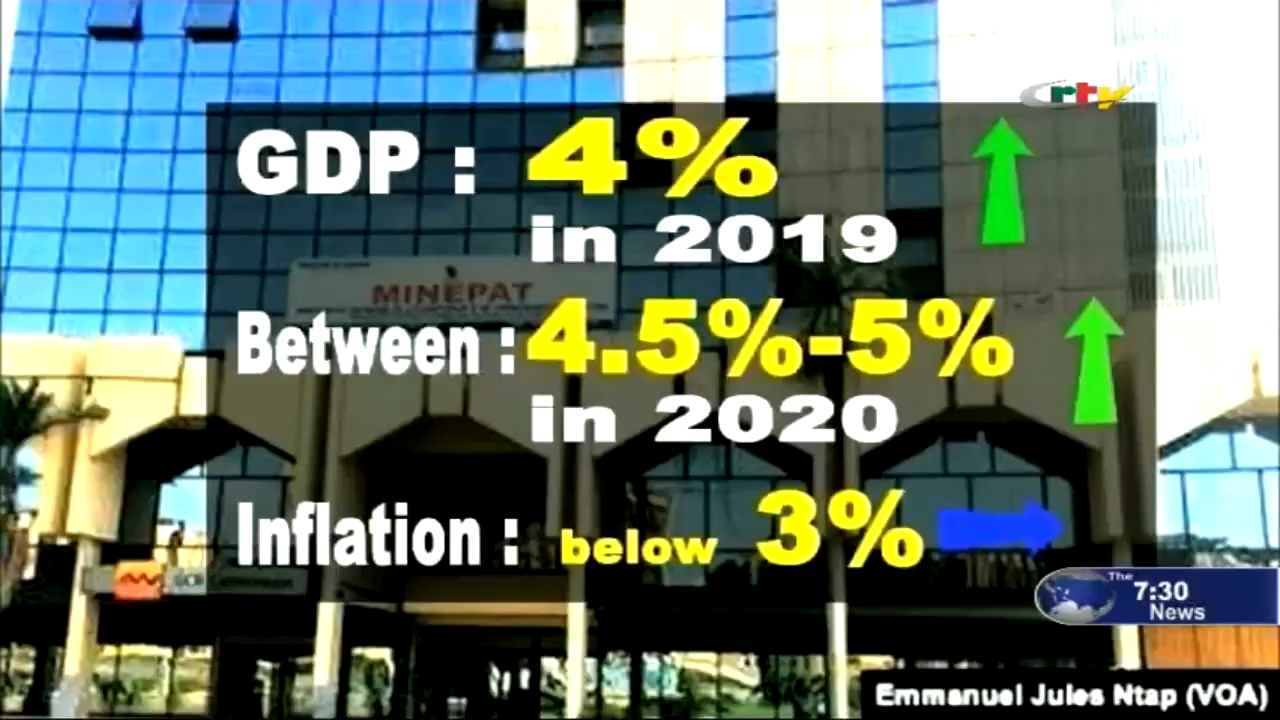 crtv
GDP : 4%
in 2019
MINEPAT
Between : 4.5%-5%
in 2020
Inflation : below 3%
The
7:30
News
Emmanuel Jules Ntap (VOA)